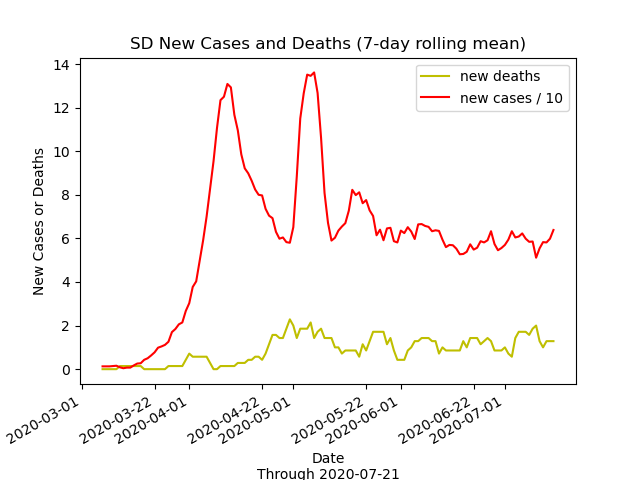 SD New Cases and Deaths (7-day rolling mean)
new deaths
new cases / 10
14
12
10
8
6
4
2
0
New Cases or Deaths
2020-03-01
2020-03-22
2020-04-01
2020-04-22
2020-05-01
2020-05-22
2020-06-01
2020-06-22
2020-07-01
Date
Through 2020-07-21